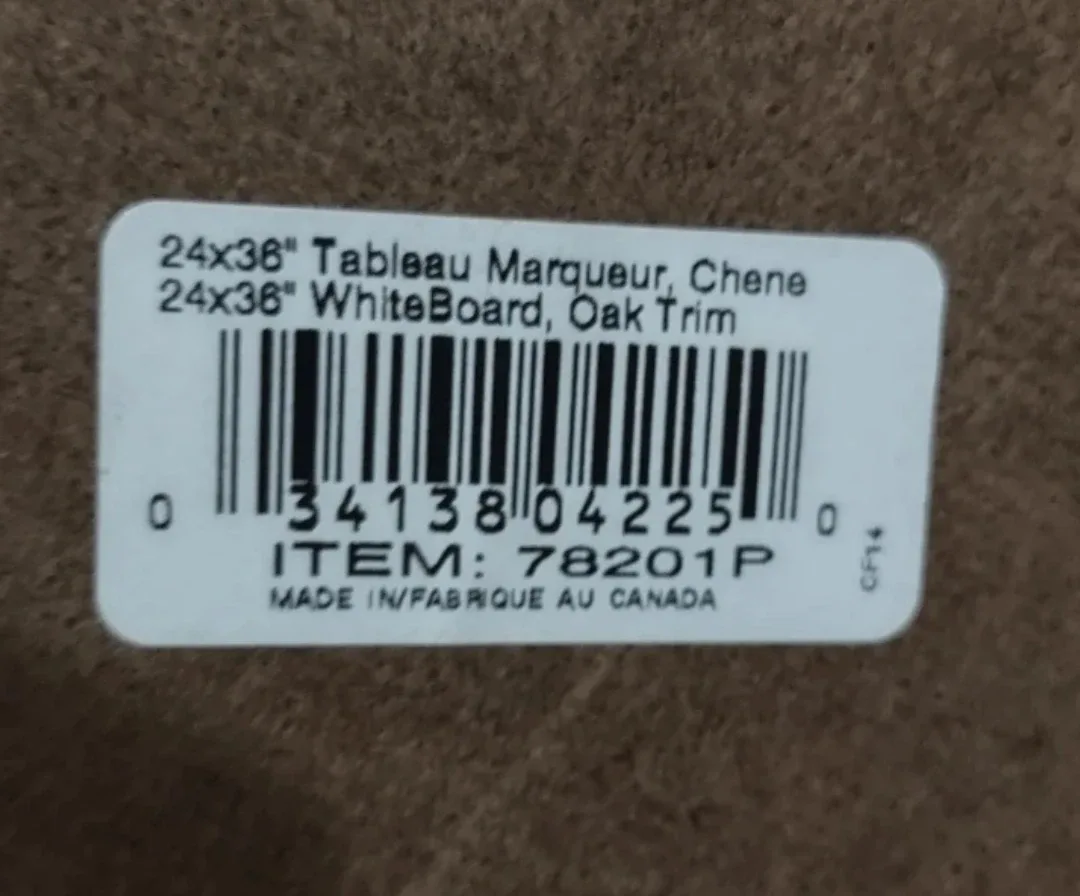 24x36" Tableau Marqueur, Chene
24x36" WhiteBoard, Oak Trim
0 34138 04225 0
ITEM: 78201P
MADE IN/FABRIQUE AU CANADA
CF14